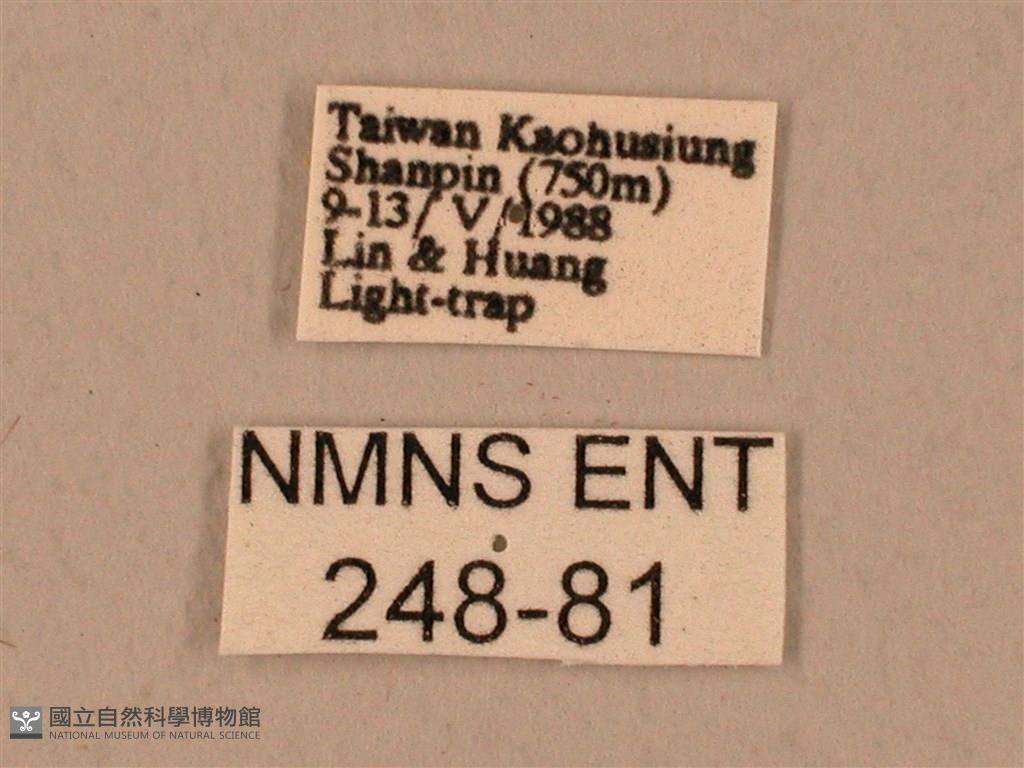 Taiwan Kaohusiung
Shanpin (750m)
9-13/ V/ 1988
Lin & Huang
Light-trap
NMNS ENT
248-81
國立自然科學博物館
NATIONAL MUSEUM OF NATURAL SCIENCE